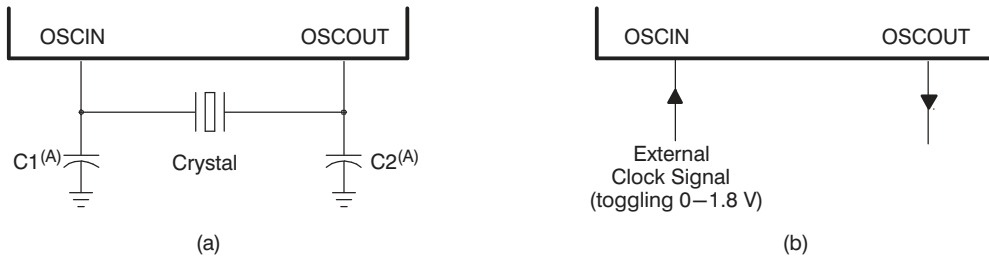 OSCIN OSCOUT
C1(A) Crystal C2(A)
(a)
OSCIN OSCOUT
External
Clock Signal
(toggling 0–1.8 V)
(b)